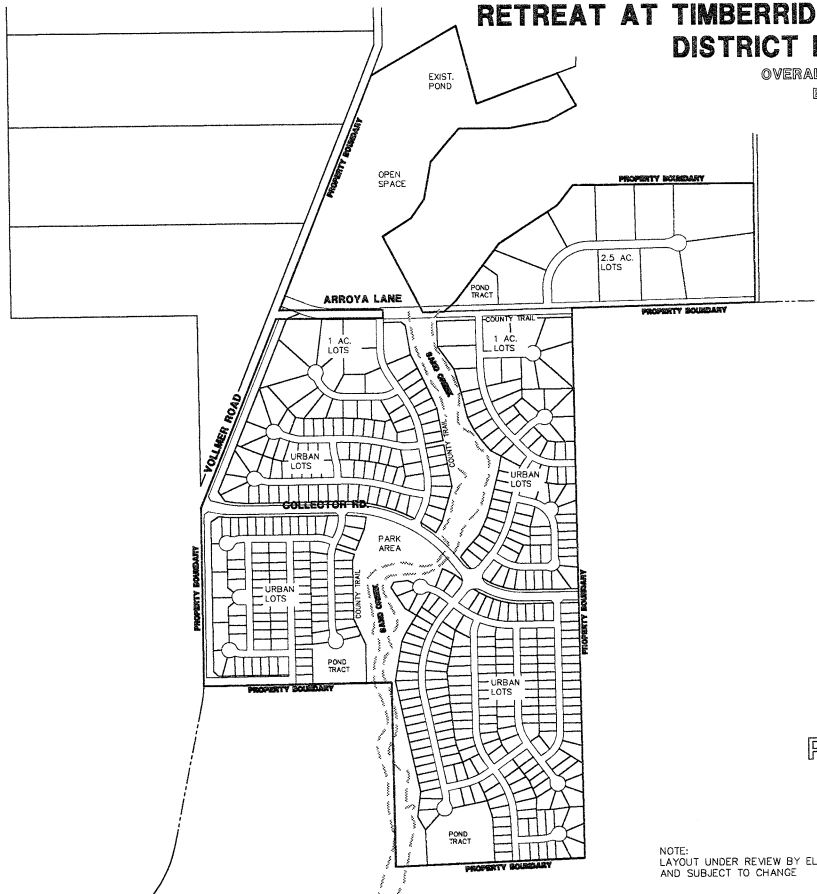 RETREAT AT TIMBERRID
DISTRICT
OVERAL
EXIST.
POND
PROPERTY BOUNDARY
OPEN
SPACE
PROPERTY BOUNDARY
2.5 AC.
LOTS
POND
TRACT
ARROYA LANE
PROPERTY BOUNDARY
COUNTY TRAIL
1 AC.
LOTS
1 AC.
LOTS
SAND CREEK
VOLLMER ROAD
COUNTY TRAIL
URBAN
LOTS
URBAN
LOTS
COLLECTOR RD.
PARK
AREA
PROPERTY BOUNDARY
COUNTY TRAIL
SAND CREEK
URBAN
LOTS
PROPERTY BOUNDARY
POND
TRACT
PROPERTY BOUNDARY
URBAN
LOTS
POND
TRACT
PROPERTY BOUNDARY
NOTE:
LAYOUT UNDER REVIEW BY EL
AND SUBJECT TO CHANGE